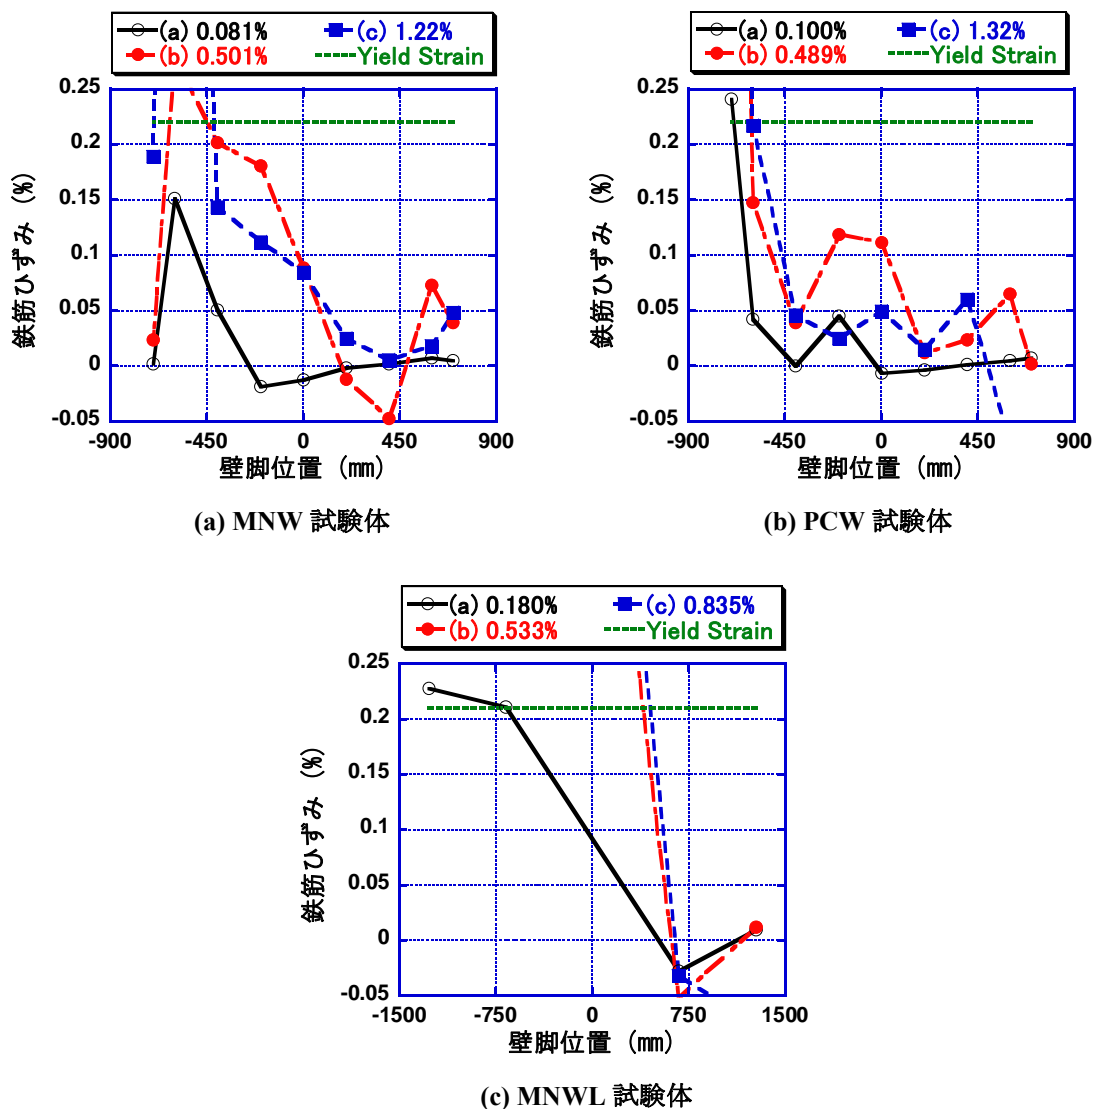 (a) 0.081% (c) 1.22%
(b) 0.501% Yield Strain
0.25
0.2
0.15
0.1
0.05
0
-0.05
鉄筋ひずみ (%)
-900 -450 0 450 900
壁脚位置 (㎜)
(a) MNW 試験体
(a) 0.100% (c) 1.32%
(b) 0.489% Yield Strain
0.25
0.2
0.15
0.1
0.05
0
-0.05
鉄筋ひずみ (%)
-900 -450 0 450 900
壁脚位置 (㎜)
(b) PCW 試験体
(a) 0.180% (c) 0.835%
(b) 0.533% Yield Strain
0.25
0.2
0.15
0.1
0.05
0
-0.05
鉄筋ひずみ (%)
-1500 -750 0 750 1500
壁脚位置 (㎜)
(c) MNWL 試験体